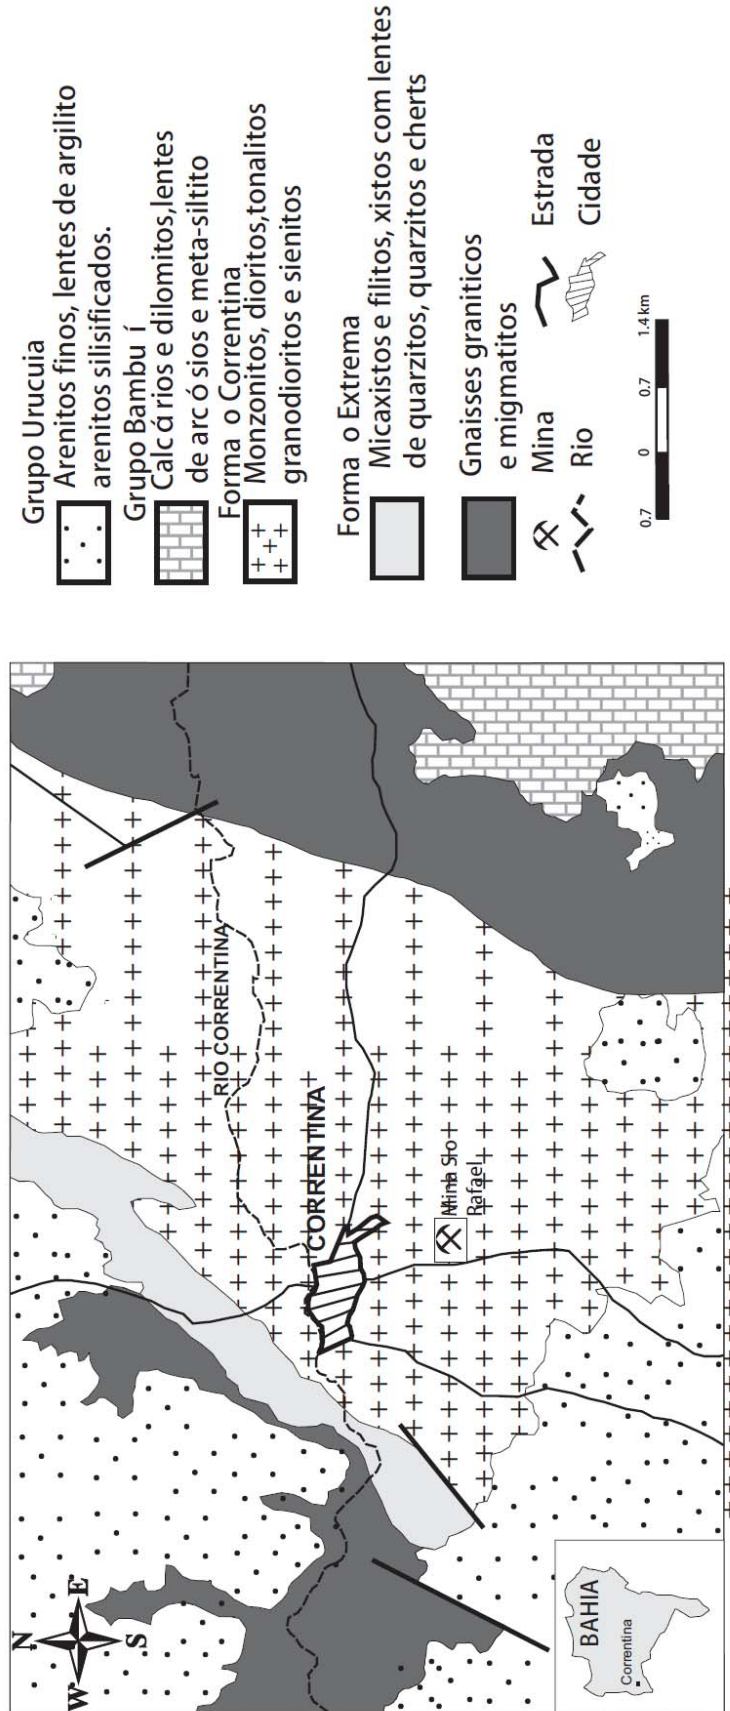 N
W
E
S
RIO CORRENTINA
CORRENTINA
Mina Sio
Rafael
BAHIA
Correntina
Grupo Urucuia
Arenitos finos, lentes de argilito
arenitos silisificados.
Grupo Bambu í
Calc á rios e dilomitos,lentes
de arc ó sios e meta-siltito
Forma o Correntina
Monzonitos, dioritos,tonalitos
granodioritos e sienitos
Forma o Extrema
Micaxistos e filitos, xistos com lentes
de quarzitos, quarzitos e cherts
Gnaisses graniticos
e migmatitos
Mina
Estrada
Rio
Cidade
0.7 0 0.7 1.4 km